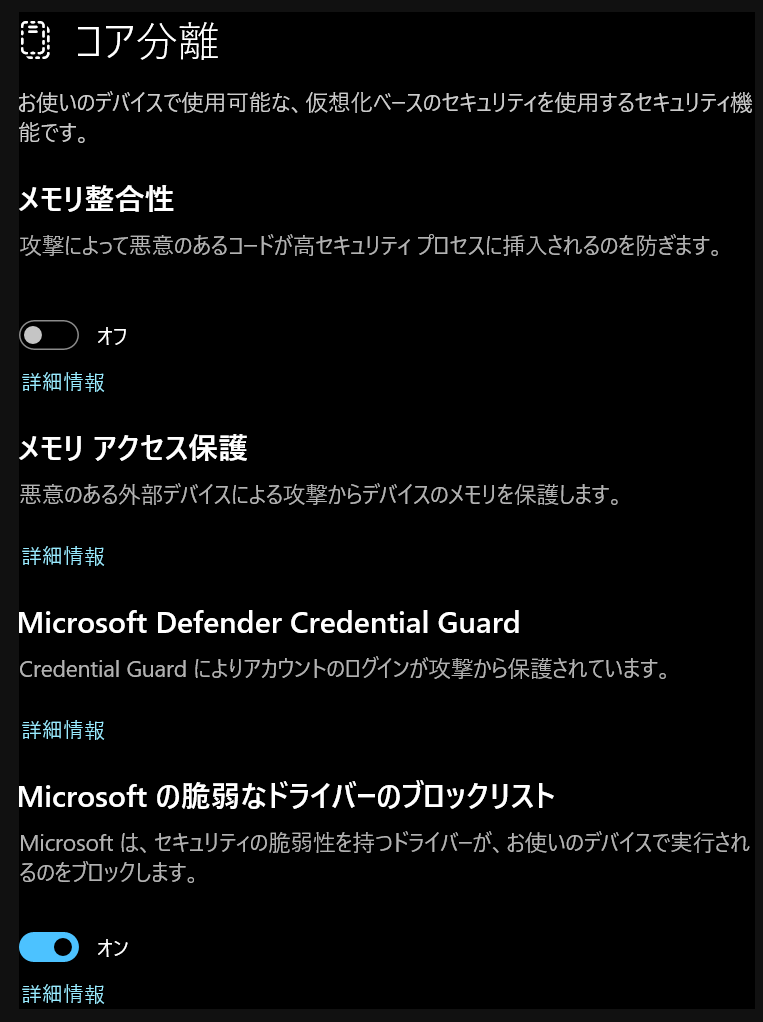 コア分離
お使いのデバイスで使用可能な、仮想化ベースのセキュリティを使用するセキュリティ機
能です。
メモリ整合性
攻撃によって悪意のあるコードが高セキュリティ プロセスに挿入されるのを防ぎます。
オフ
詳細情報
メモリ アクセス保護
悪意のある外部デバイスによる攻撃からデバイスのメモリを保護します。
詳細情報
Microsoft Defender Credential Guard
Credential Guard によりアカウントのログインが攻撃から保護されています。
詳細情報
Microsoft の脆弱なドライバーのブロックリスト
Microsoft は、セキュリティの脆弱性を持つドライバーが、お使いのデバイスで実行され
るのをブロックします。
オン
詳細情報